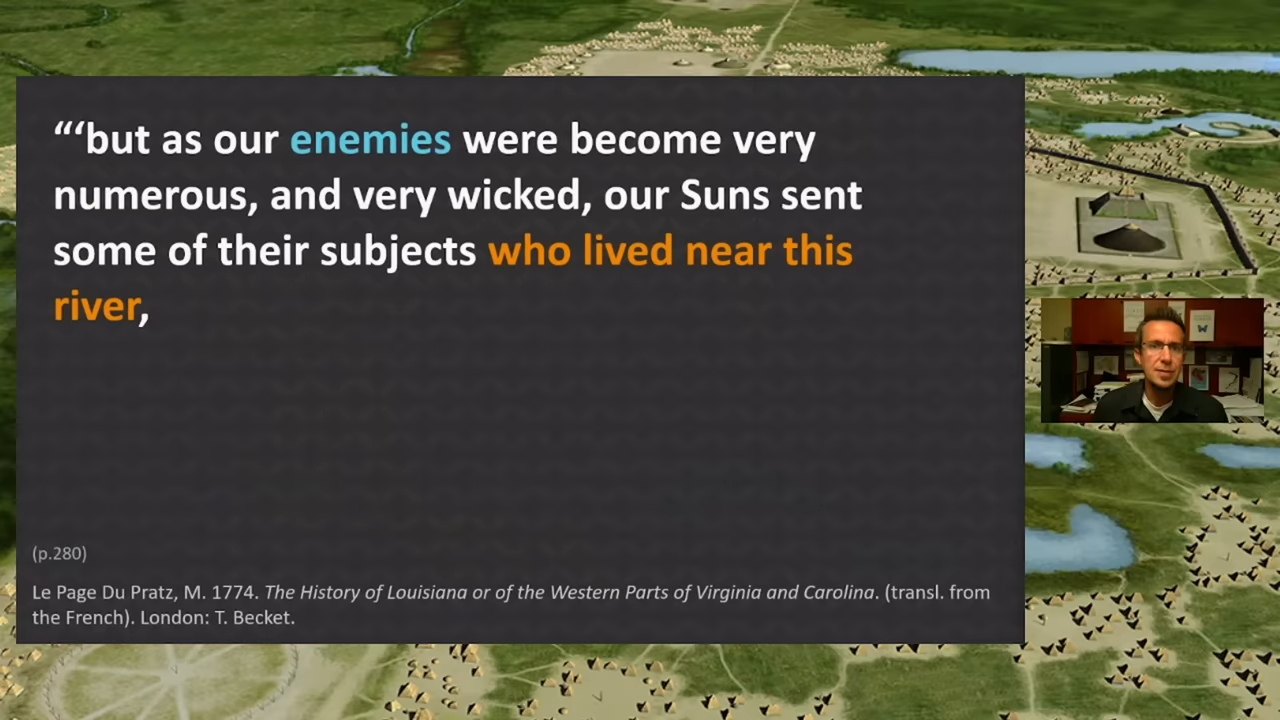 “‘but as our enemies were become very
numerous, and very wicked, our Suns sent
some of their subjects who lived near this
river,
(p.280)
Le Page Du Pratz, M. 1774. The History of Louisiana or of the Western Parts of Virginia and Carolina. (transl. from
the French). London: T. Becket.